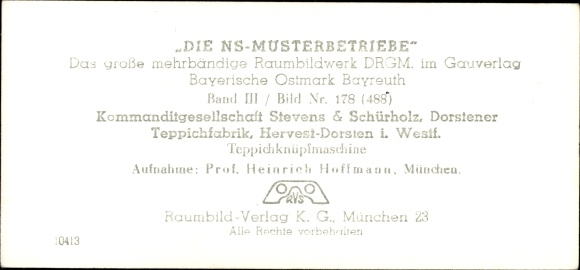 „DIE NS-MUSTERBETRIEBE“
Das große mehrbändige Raumbildwerk DRGM. im Gauverlag
Bayerische Ostmark Bayreuth
Band III / Bild Nr. 178 (488)
Kommanditgesellschaft Stevens & Schürholz, Dorstener
Teppichfabrik, Hervest-Dorsten i. Westf.
Teppichknüpfmaschine
Aufnahme: Prof. Heinrich Hoffmann, München.
RVS
Raumbild-Verlag K. G., München 23
Alle Rechte vorbehalten
10413